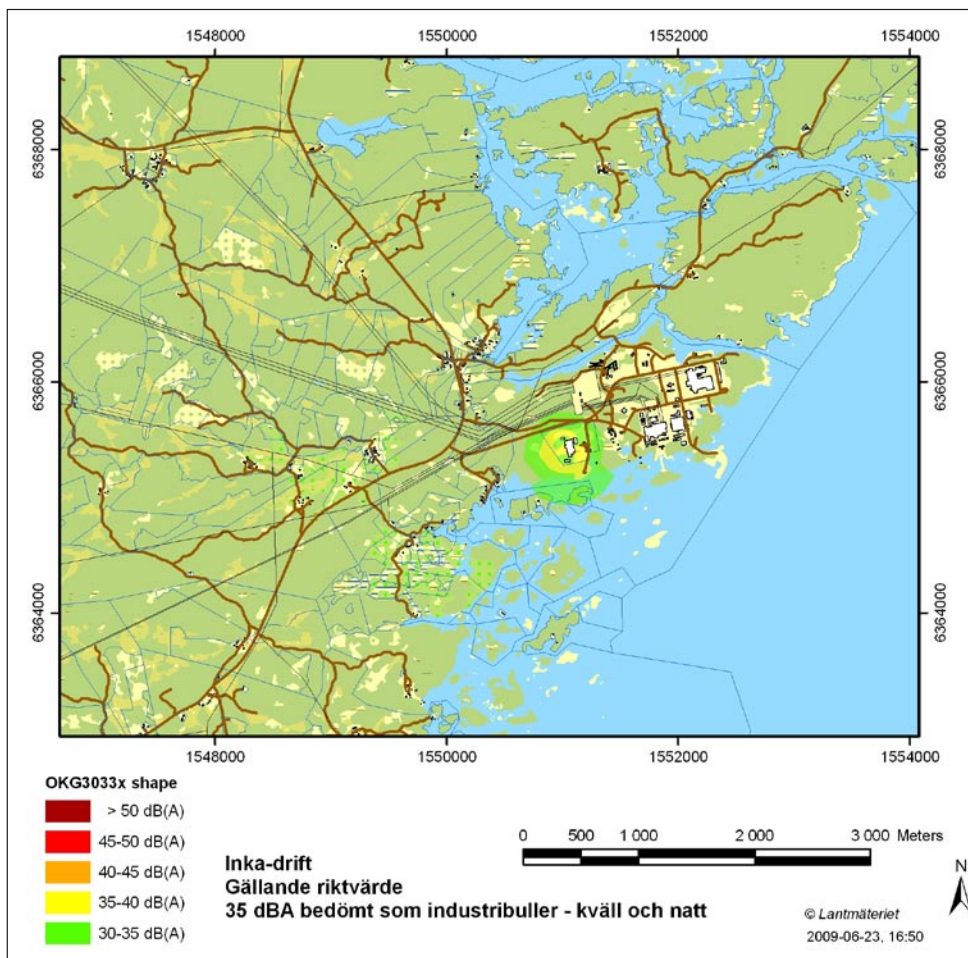 1548000 1550000 1552000 1554000
6368000 6368000
6366000 6366000
6364000 6364000
1548000 1550000 1552000 1554000
OKG3033x shape
> 50 dB(A)
45-50 dB(A)
40-45 dB(A)
35-40 dB(A)
30-35 dB(A)
Inka-drift
Gällande riktvärde
35 dBA bedömt som industribuller - kväll och natt
0 500 1 000 2 000 3 000 Meters
N
© Lantmäteriet
2009-06-23, 16:50